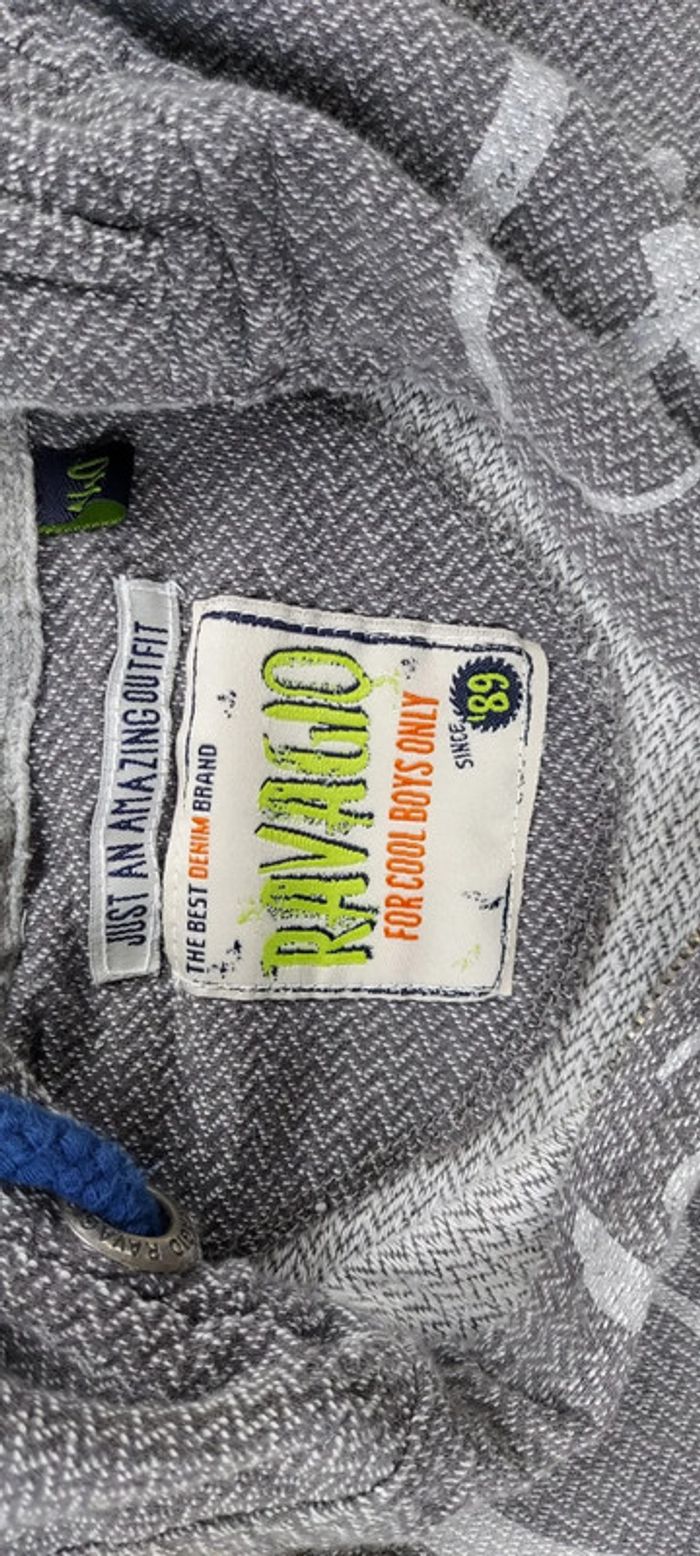 JUST AN AMAZING OUTFIT
THE BEST DENIM BRAND
RAVAGIO
FOR COOL BOYS ONLY
SINCE
'89
140